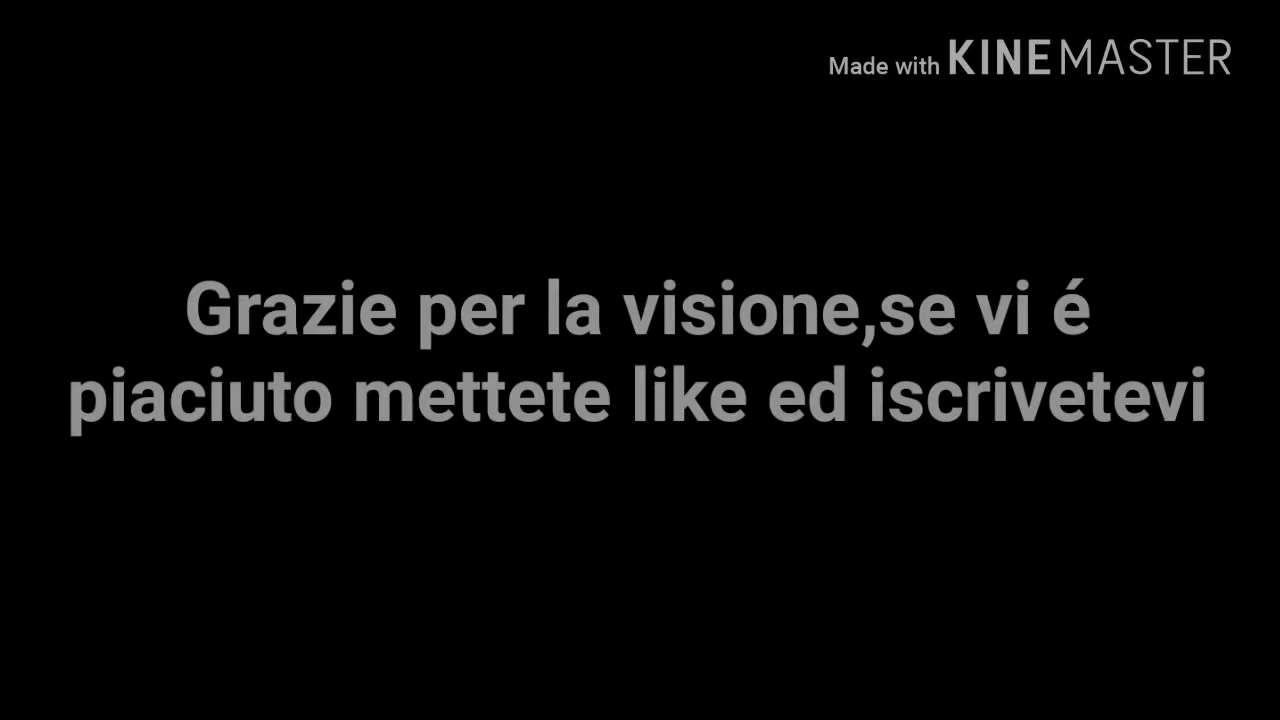 Made with KINEMASTER
Grazie per la visione,se vi é
piaciuto mettete like ed iscrivetevi